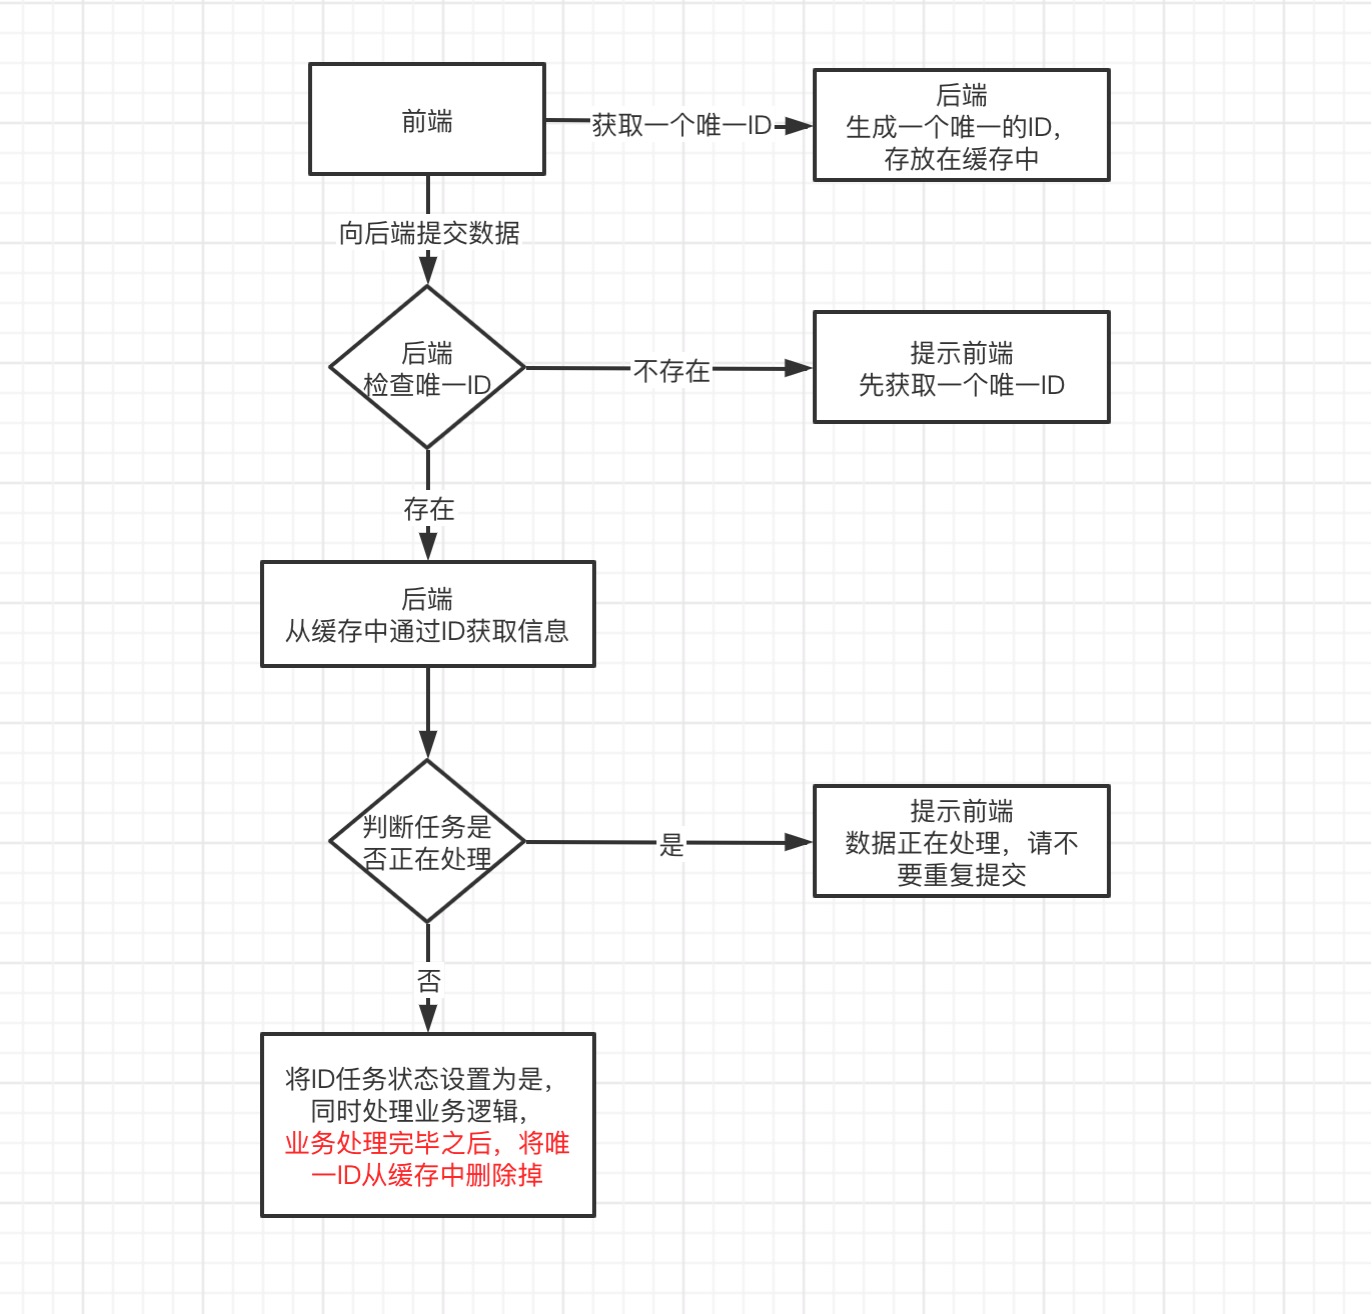 前端
获取一个唯一ID
后端
生成一个唯一的ID，
存放在缓存中
向后端提交数据
后端
检查唯一ID
不存在
提示前端
先获取一个唯一ID
存在
后端
从缓存中通过ID获取信息
判断任务是
否正在处理
是
提示前端
数据正在处理，请不
要重复提交
否
将ID任务状态设置为是，
同时处理业务逻辑，
业务处理完毕之后，将唯
一ID从缓存中删除掉